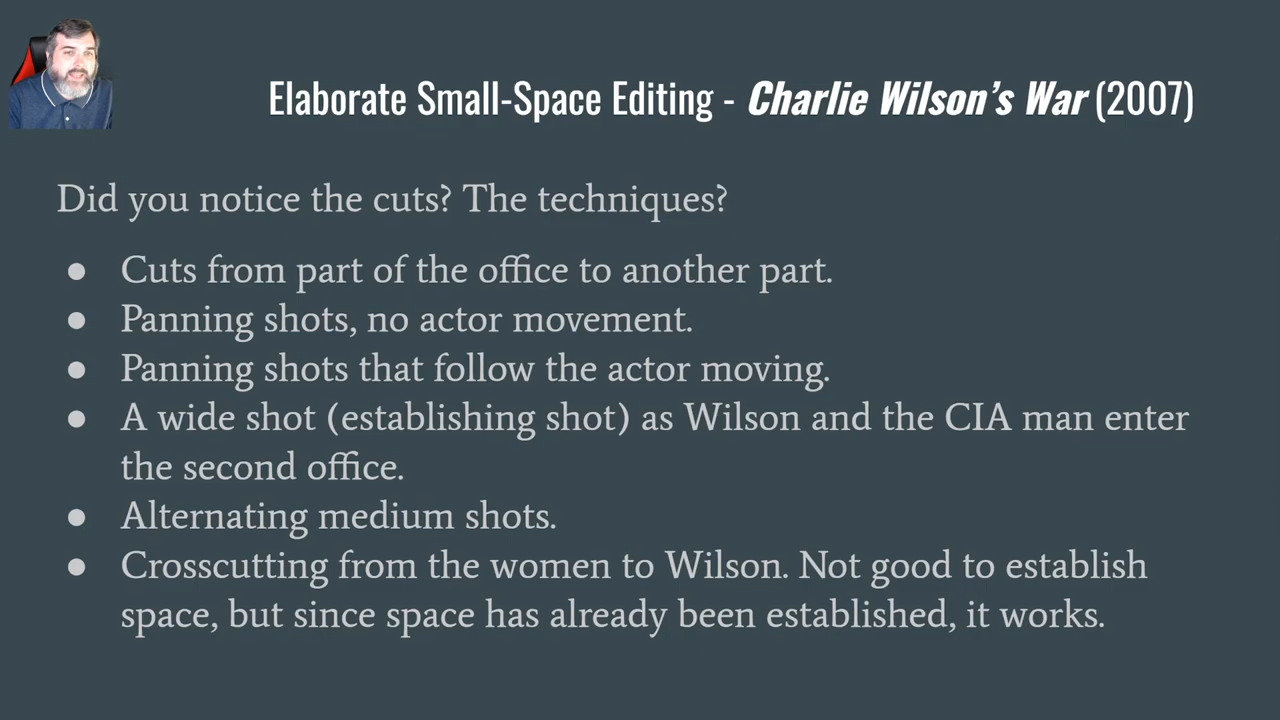 Elaborate Small-Space Editing - Charlie Wilson's War (2007)
Did you notice the cuts? The techniques?
● Cuts from part of the office to another part.
● Panning shots, no actor movement.
● Panning shots that follow the actor moving.
● A wide shot (establishing shot) as Wilson and the CIA man enter
the second office.
● Alternating medium shots.
● Crosscutting from the women to Wilson. Not good to establish
space, but since space has already been established, it works.